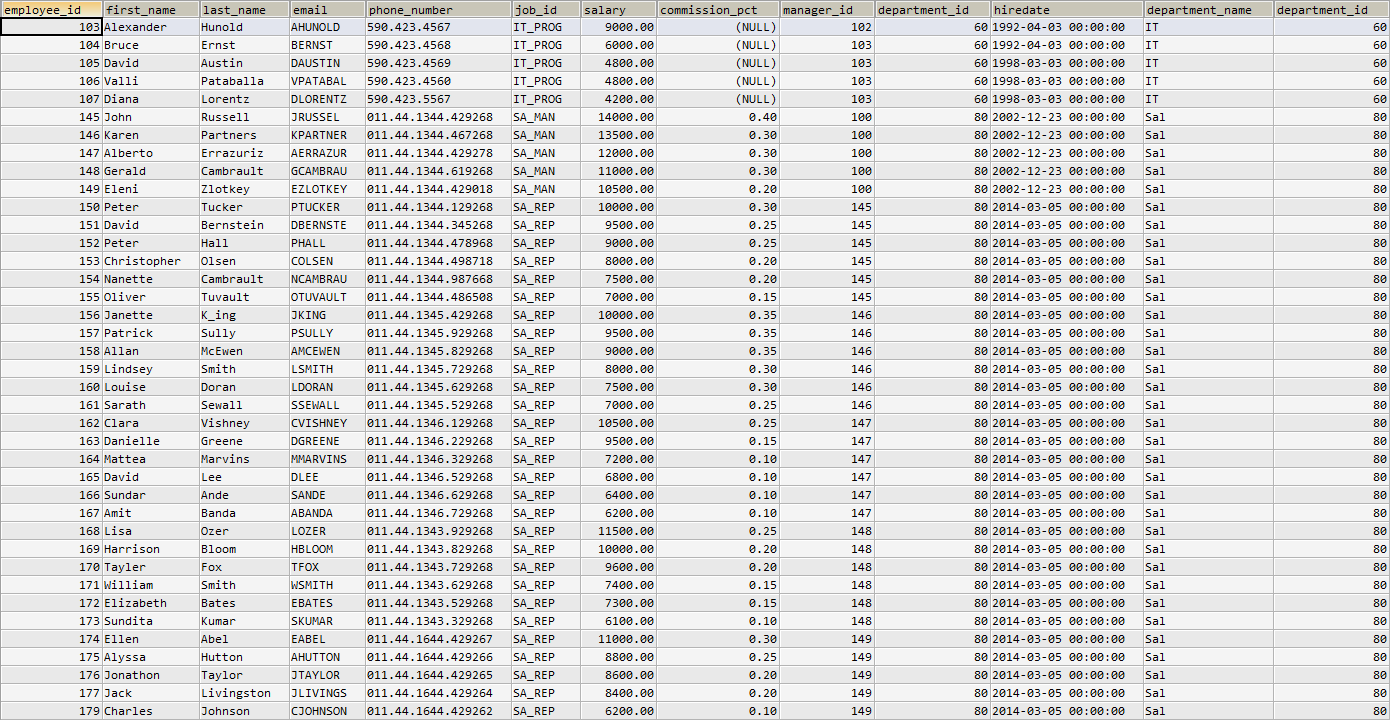 employee_id first_name last_name email phone_number job_id salary commission_pct manager_id department_id hiredate department_name department_id
103 Alexander Hunold AHUNOLD 590.423.4567 IT_PROG 9000.00 (NULL) 102 60 1992-04-03 00:00:00 IT 60
104 Bruce Ernst BERNST 590.423.4568 IT_PROG 6000.00 (NULL) 103 60 1992-04-03 00:00:00 IT 60
105 David Austin DAUSTIN 590.423.4569 IT_PROG 4800.00 (NULL) 103 60 1998-03-03 00:00:00 IT 60
106 Valli Pataballa VPATABAL 590.423.4560 IT_PROG 4800.00 (NULL) 103 60 1998-03-03 00:00:00 IT 60
107 Diana Lorentz DLORENTZ 590.423.5567 IT_PROG 4200.00 (NULL) 103 60 1998-03-03 00:00:00 IT 60
145 John Russell JRUSSEL 011.44.1344.429268 SA_MAN 14000.00 0.40 100 80 2002-12-23 00:00:00 Sal 80
146 Karen Partners KPARTNER 011.44.1344.467268 SA_MAN 13500.00 0.30 100 80 2002-12-23 00:00:00 Sal 80
147 Alberto Errazuriz AERRAZUR 011.44.1344.429278 SA_MAN 12000.00 0.30 100 80 2002-12-23 00:00:00 Sal 80
148 Gerald Cambrault GCAMBRAU 011.44.1344.619268 SA_MAN 11000.00 0.30 100 80 2002-12-23 00:00:00 Sal 80
149 Eleni Zlotkey EZLOTKEY 011.44.1344.429018 SA_MAN 10500.00 0.20 100 80 2002-12-23 00:00:00 Sal 80
150 Peter Tucker PTUCKER 011.44.1344.129268 SA_REP 10000.00 0.30 145 80 2014-03-05 00:00:00 Sal 80
151 David Bernstein DBERNSTE 011.44.1344.345268 SA_REP 9500.00 0.25 145 80 2014-03-05 00:00:00 Sal 80
152 Peter Hall PHALL 011.44.1344.478968 SA_REP 9000.00 0.25 145 80 2014-03-05 00:00:00 Sal 80
153 Christopher Olsen COLSEN 011.44.1344.498718 SA_REP 8000.00 0.20 145 80 2014-03-05 00:00:00 Sal 80
154 Nanette Cambrault NCAMBRAU 011.44.1344.987668 SA_REP 7500.00 0.20 145 80 2014-03-05 00:00:00 Sal 80
155 Oliver Tuvault OTUVAULT 011.44.1344.486508 SA_REP 7000.00 0.15 145 80 2014-03-05 00:00:00 Sal 80
156 Janette K_ing JKING 011.44.1345.429268 SA_REP 10000.00 0.35 146 80 2014-03-05 00:00:00 Sal 80
157 Patrick Sully PSULLY 011.44.1345.929268 SA_REP 9500.00 0.35 146 80 2014-03-05 00:00:00 Sal 80
158 Allan McEwen AMCEWEN 011.44.1345.829268 SA_REP 9000.00 0.35 146 80 2014-03-05 00:00:00 Sal 80
159 Lindsey Smith LSMITH 011.44.1345.729268 SA_REP 8000.00 0.30 146 80 2014-03-05 00:00:00 Sal 80
160 Louise Doran LDORAN 011.44.1345.629268 SA_REP 7500.00 0.30 146 80 2014-03-05 00:00:00 Sal 80
161 Sarath Sewall SSEWALL 011.44.1345.529268 SA_REP 7000.00 0.25 146 80 2014-03-05 00:00:00 Sal 80
162 Clara Vishney CVISHNEY 011.44.1346.129268 SA_REP 10500.00 0.25 147 80 2014-03-05 00:00:00 Sal 80
163 Danielle Greene DGREENE 011.44.1346.229268 SA_REP 9500.00 0.15 147 80 2014-03-05 00:00:00 Sal 80
164 Mattea Marvins MMARVINS 011.44.1346.329268 SA_REP 7200.00 0.10 147 80 2014-03-05 00:00:00 Sal 80
165 David Lee DLEE 011.44.1346.529268 SA_REP 6800.00 0.10 147 80 2014-03-05 00:00:00 Sal 80
166 Sundar Ande SANDE 011.44.1346.629268 SA_REP 6400.00 0.10 147 80 2014-03-05 00:00:00 Sal 80
167 Amit Banda ABANDA 011.44.1346.729268 SA_REP 6200.00 0.10 147 80 2014-03-05 00:00:00 Sal 80
168 Lisa Ozer LOZER 011.44.1343.929268 SA_REP 11500.00 0.25 148 80 2014-03-05 00:00:00 Sal 80
169 Harrison Bloom HBLOOM 011.44.1343.829268 SA_REP 10000.00 0.20 148 80 2014-03-05 00:00:00 Sal 80
170 Tayler Fox TFOX 011.44.1343.729268 SA_REP 9600.00 0.20 148 80 2014-03-05 00:00:00 Sal 80
171 William Smith WSMITH 011.44.1343.629268 SA_REP 7400.00 0.15 148 80 2014-03-05 00:00:00 Sal 80
172 Elizabeth Bates EBATES 011.44.1343.529268 SA_REP 7300.00 0.15 148 80 2014-03-05 00:00:00 Sal 80
173 Sundita Kumar SKUMAR 011.44.1343.329268 SA_REP 6100.00 0.10 148 80 2014-03-05 00:00:00 Sal 80
174 Ellen Abel EABEL 011.44.1644.429267 SA_REP 11000.00 0.30 149 80 2014-03-05 00:00:00 Sal 80
175 Alyssa Hutton AHUTTON 011.44.1644.429266 SA_REP 8800.00 0.25 149 80 2014-03-05 00:00:00 Sal 80
176 Jonathon Taylor JTAYLOR 011.44.1644.429265 SA_REP 8600.00 0.20 149 80 2014-03-05 00:00:00 Sal 80
177 Jack Livingston JLIVINGS 011.44.1644.429264 SA_REP 8400.00 0.20 149 80 2014-03-05 00:00:00 Sal 80
179 Charles Johnson CJOHNSON 011.44.1644.429262 SA_REP 6200.00 0.10 149 80 2014-03-05 00:00:00 Sal 80